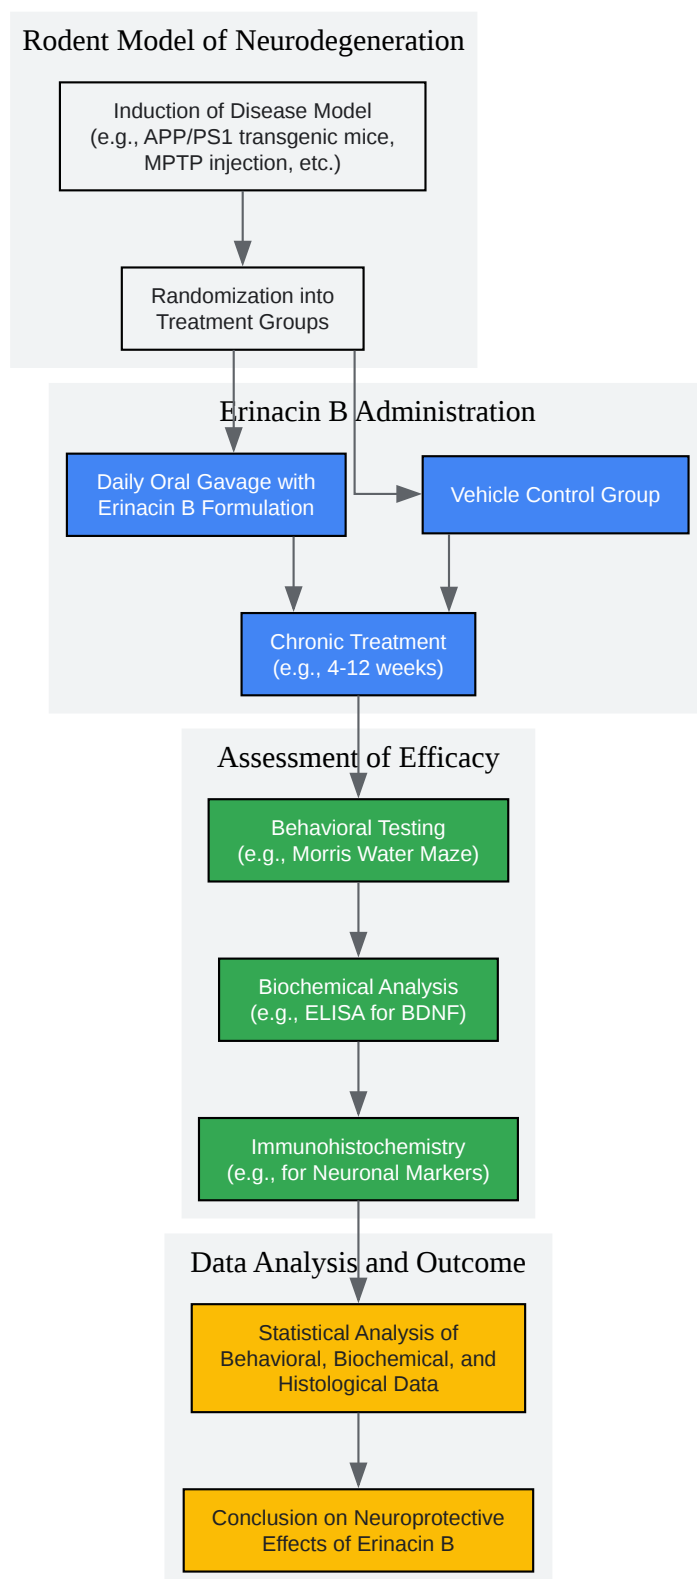 Rodent Model of Neurodegeneration
Induction of Disease Model
(e.g., APP/PS1 transgenic mice,
MPTP injection, etc.)
Randomization into
Treatment Groups
Erinacin B Administration
Daily Oral Gavage with
Erinacin B Formulation
Vehicle Control Group
Chronic Treatment
(e.g., 4-12 weeks)
Assessment of Efficacy
Behavioral Testing
(e.g., Morris Water Maze)
Biochemical Analysis
(e.g., ELISA for BDNF)
Immunohistochemistry
(e.g., for Neuronal Markers)
Data Analysis and Outcome
Statistical Analysis of
Behavioral, Biochemical, and
Histological Data
Conclusion on Neuroprotective
Effects of Erinacin B